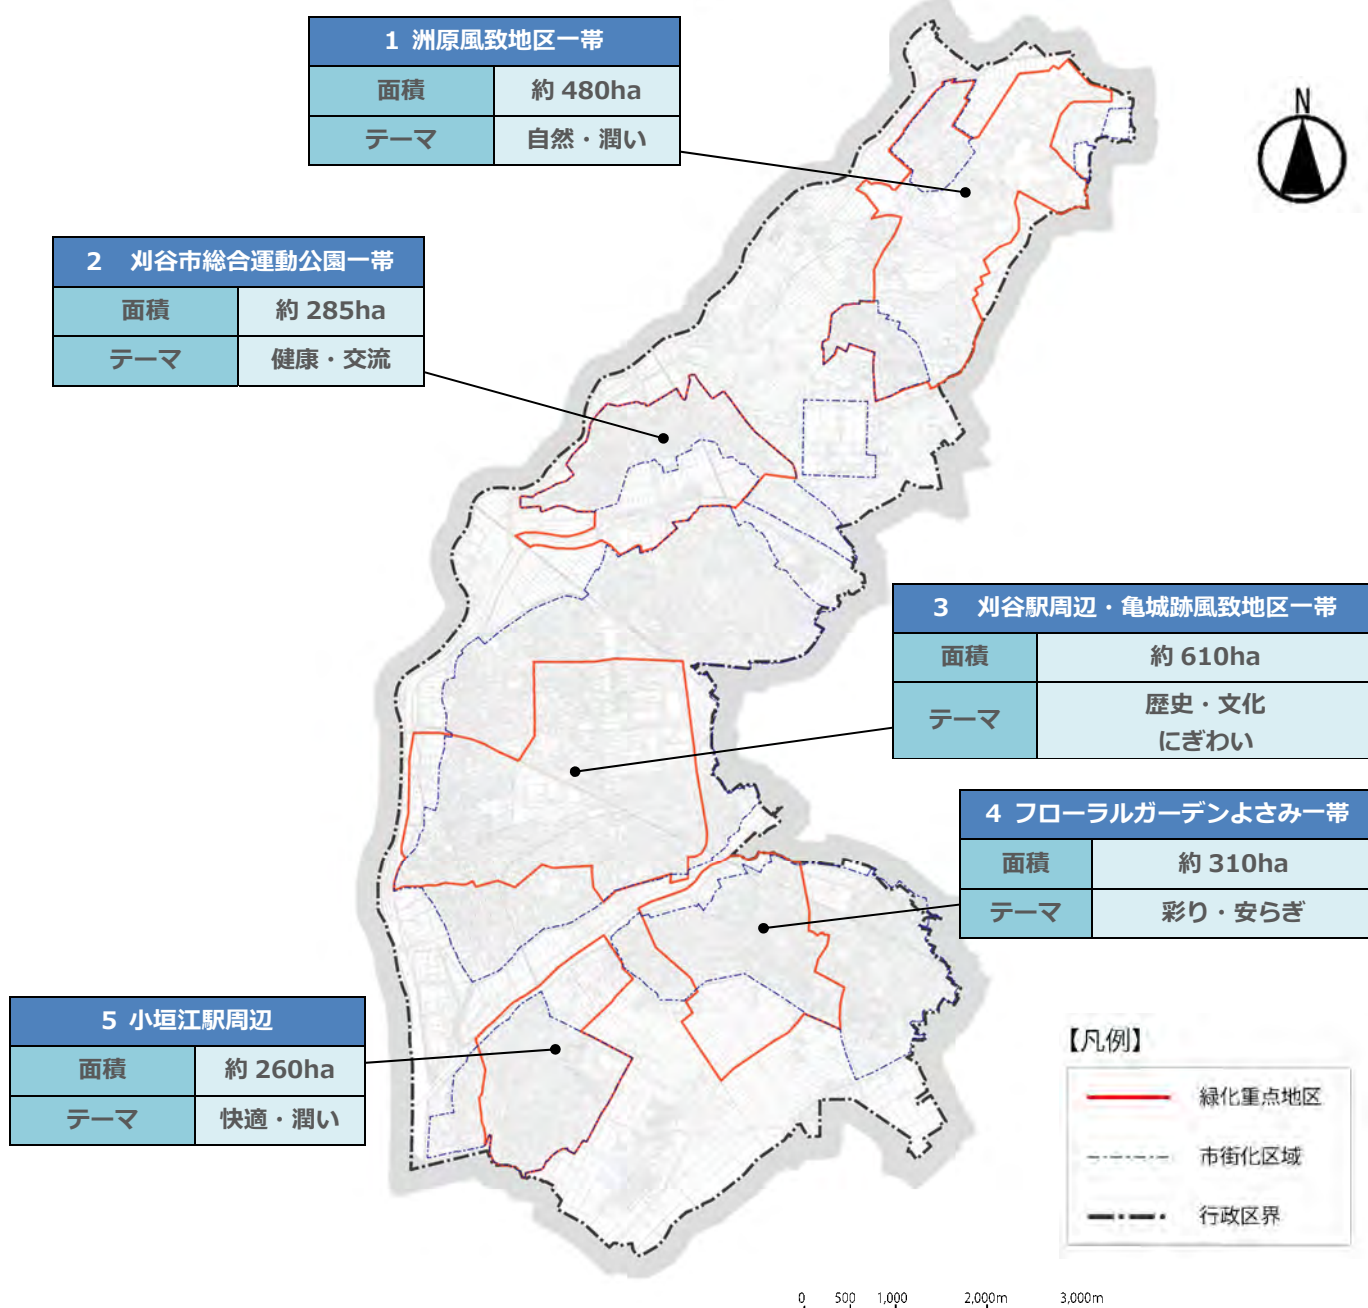 1 洲原風致地区一帯
面積 約 480ha
テーマ 自然・潤い
N
2 刈谷市総合運動公園一帯
面積 約 285ha
テーマ 健康・交流
3 刈谷駅周辺・亀城跡風致地区一帯
面積 約 610ha
テーマ 歴史・文化
にぎわい
4 フローラルガーデンよさみ一帯
面積 約 310ha
テーマ 彩り・安らぎ
5 小垣江駅周辺
面積 約 260ha
テーマ 快適・潤い
【凡例】
緑化重点地区
市街化区域
行政区界
0 500 1,000 2,000m 3,000m